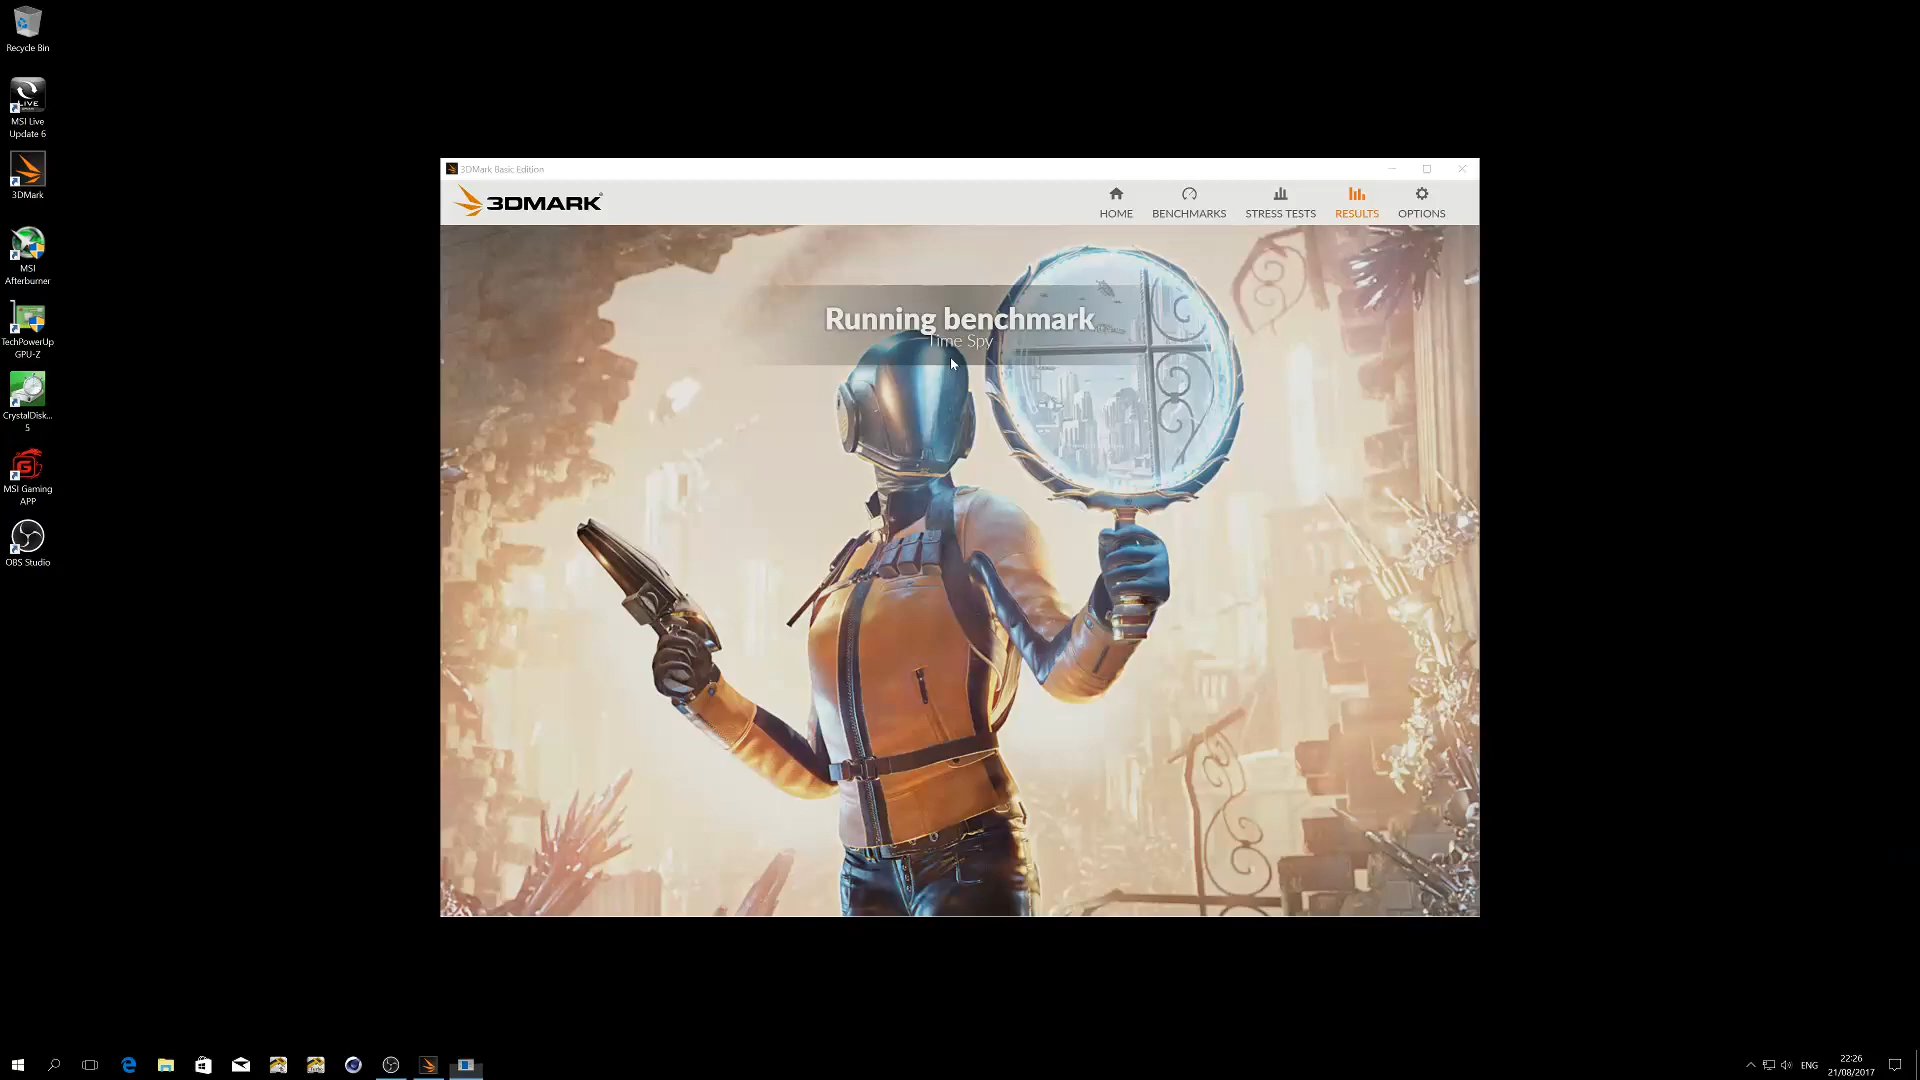 Recycle Bin
LIVE
MSI Live
Update 6
3DMark
MSI
Afterburner
TechPowerUp
GPU-Z
CrystalDisk...
5
MSI Gaming
APP
OBS Studio
3DMark Basic Edition
3DMARK
HOME
BENCHMARKS
STRESS TESTS
RESULTS
OPTIONS
Running benchmark
Time Spy
ENG
22:26
21/08/2017